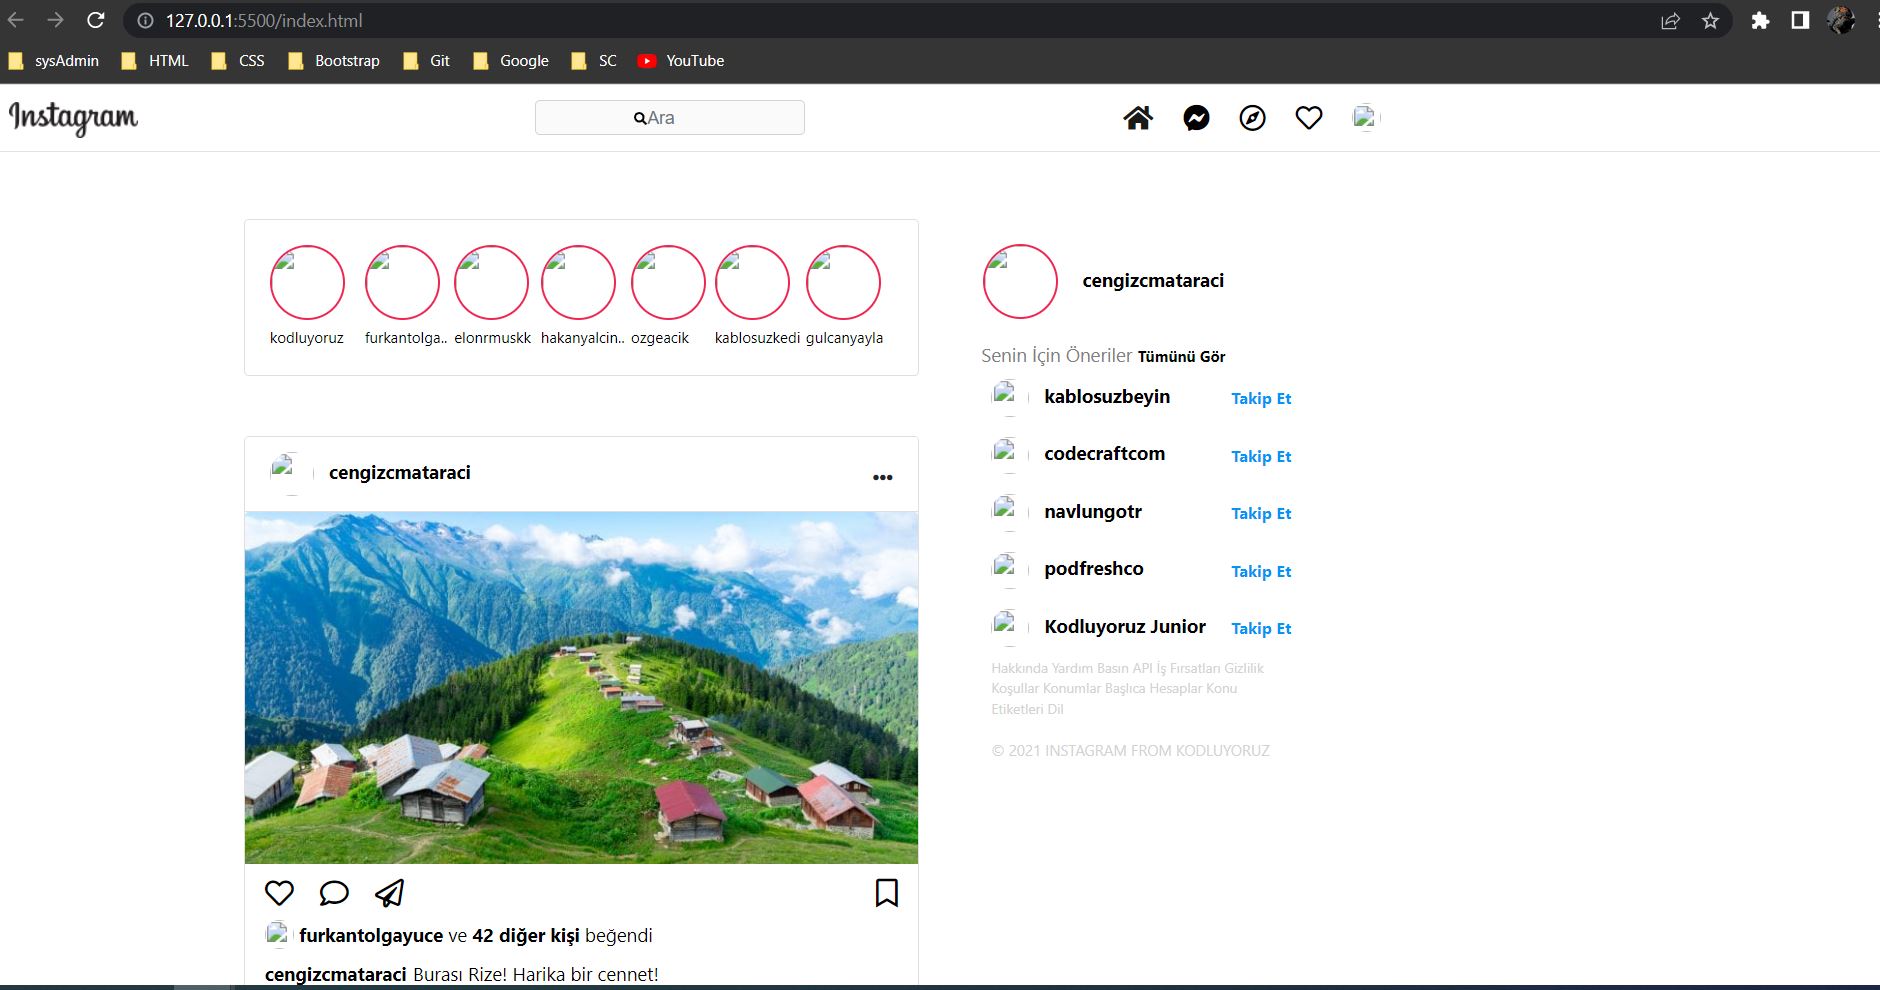 127.0.0.1:5500/index.html
sysAdmin HTML CSS Bootstrap Git Google SC YouTube
Instagram
Ara
kodluyoruz furkantolga.. elonrmuskk hakanyalcin.. ozgeacik kablosuzkedi gulcanyayla
cengizcmataraci
Senin İçin Öneriler Tümünü Gör
kablosuzbeyin Takip Et
codecraftcom Takip Et
navlungotr Takip Et
podfreshco Takip Et
Kodluyoruz Junior Takip Et
Hakkında Yardım Basın API İş Fırsatları Gizlilik
Koşullar Konumlar Başlıca Hesaplar Konu
Etiketleri Dil
© 2021 INSTAGRAM FROM KODLUYORUZ
cengizcmataraci
furkantolgayuce ve 42 diğer kişi beğendi
cengizcmataraci Burası Rize! Harika bir cennet!